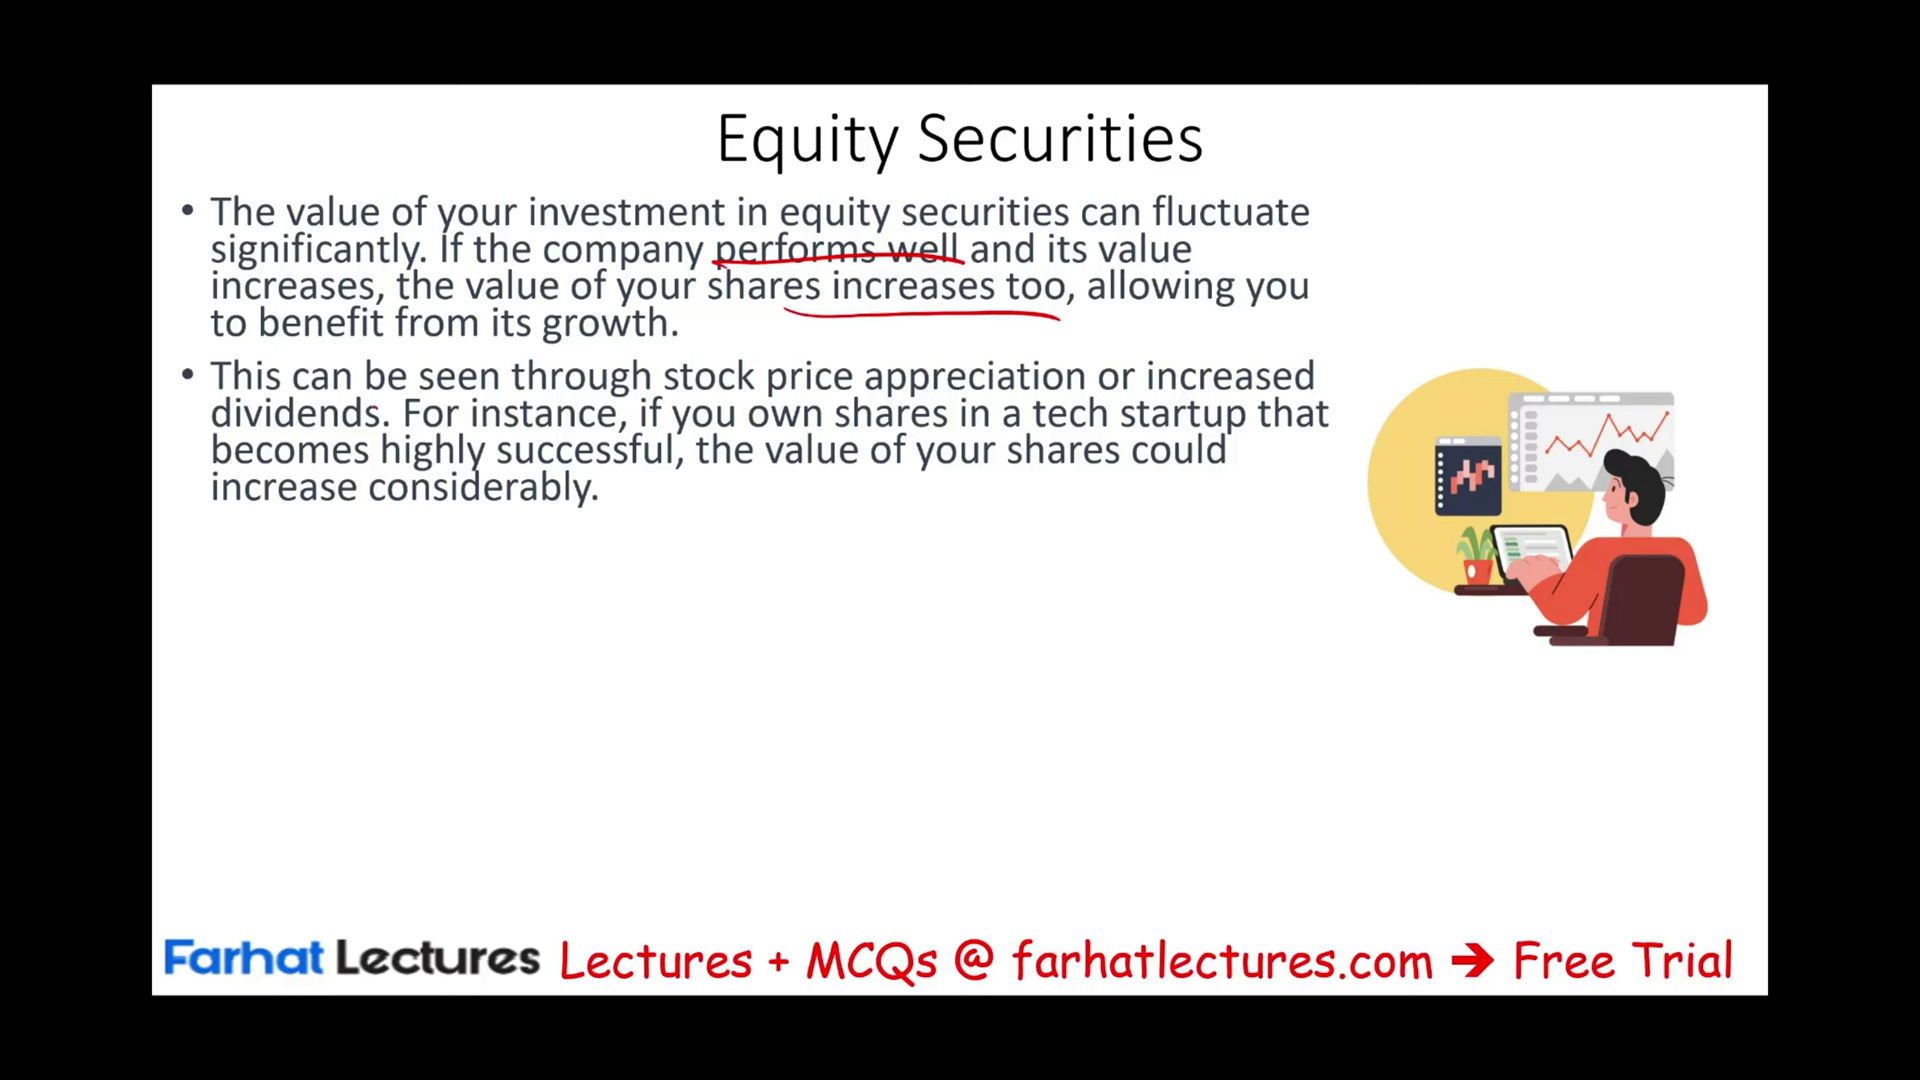 Equity Securities
• The value of your investment in equity securities can fluctuate
significantly. If the company performs well and its value
increases, the value of your shares increases too, allowing you
to benefit from its growth.
• This can be seen through stock price appreciation or increased
dividends. For instance, if you own shares in a tech startup that
becomes highly successful, the value of your shares could
increase considerably.
Farhat Lectures Lectures + MCQs @ farhatlectures.com ➔ Free Trial